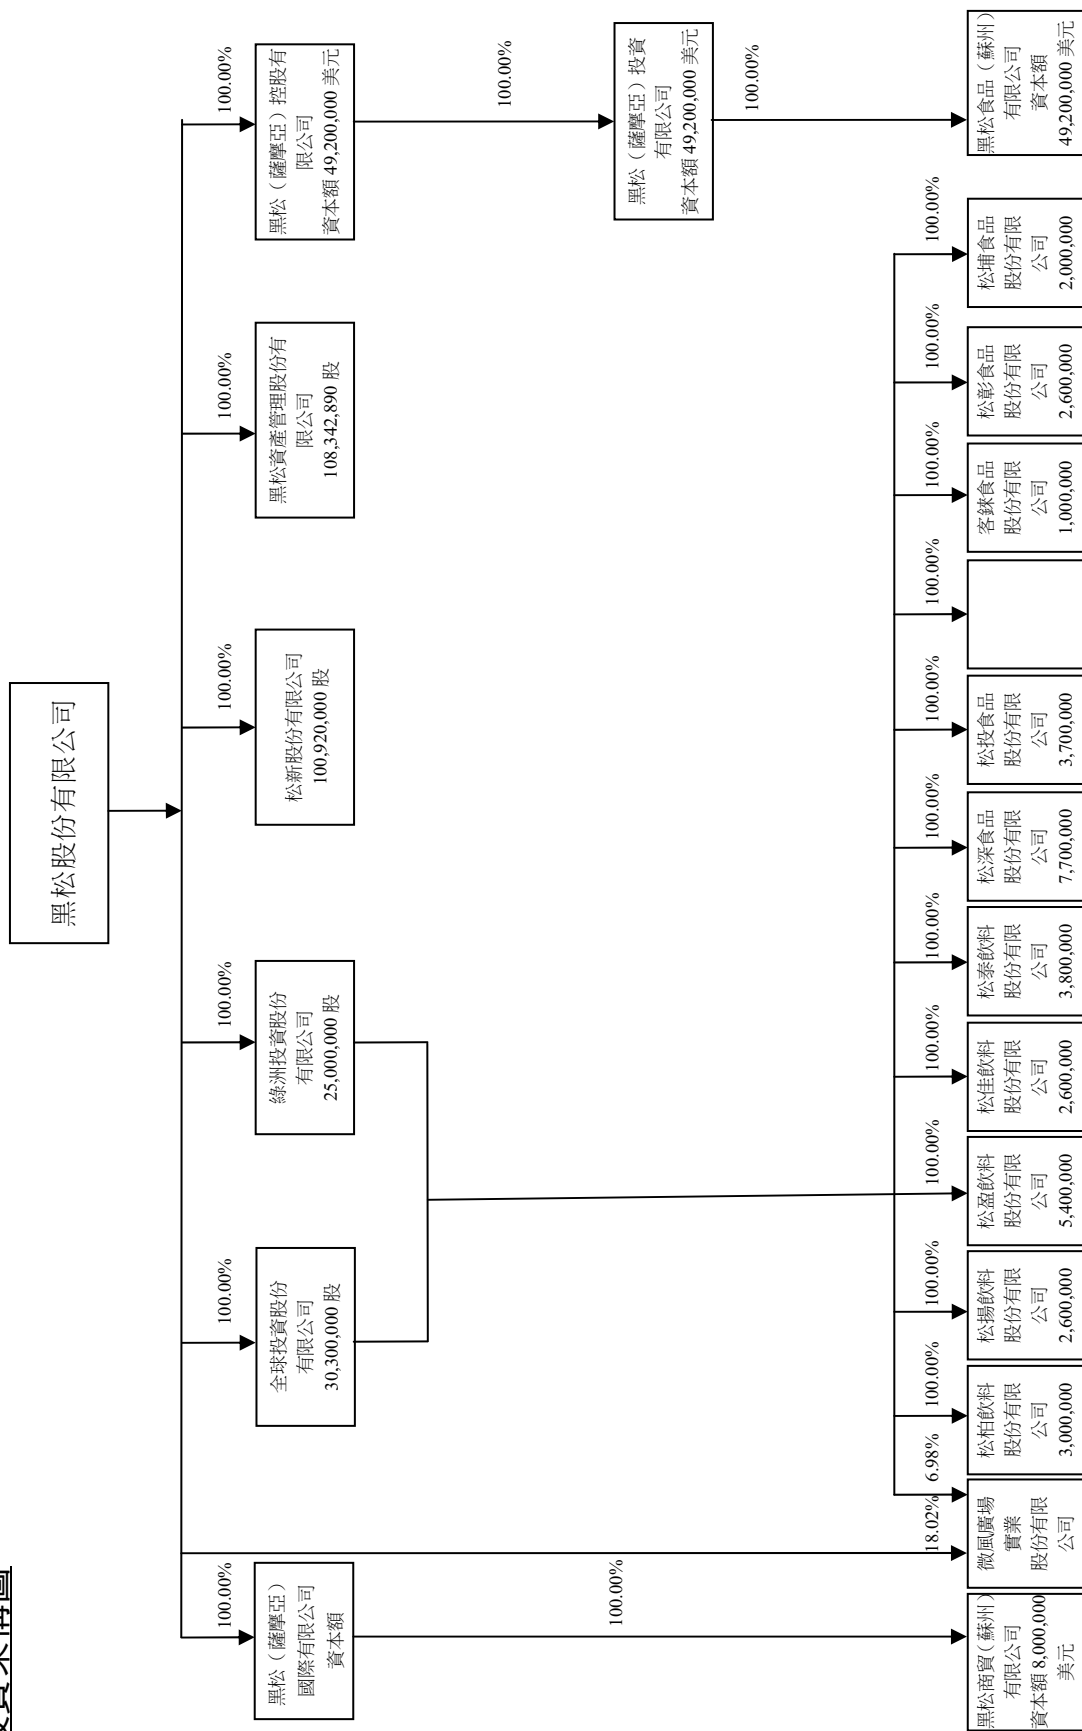 投資架構圖
黑松股份有限公司
100.00%
100.00%
100.00%
100.00%
100.00%
100.00%
黑松（薩摩亞）
國際有限公司
資本額
全球投資股份
有限公司
30,300,000 股
綠洲投資股份
有限公司
25,000,000 股
松新股份有限公司
100,920,000 股
黑松資產管理股份有
限公司
108,342,890 股
黑松（薩摩亞）控股有
限公司
資本額 49,200,000 美元
100.00%
黑松（薩摩亞）投資
有限公司
資本額 49,200,000 美元
100.00%
100.00%
18.02%
6.98%
100.00%
100.00%
100.00%
100.00%
100.00%
100.00%
100.00%
100.00%
100.00%
100.00%
100.00%
黑松商貿（蘇州）
有限公司
資本額 8,000,000
美元
微風廣場
實業
股份有限
公司
松柏飲料
股份有限
公司
3,000,000
松揚飲料
股份有限
公司
2,600,000
松盈飲料
股份有限
公司
5,400,000
松佳飲料
股份有限
公司
2,600,000
松泰飲料
股份有限
公司
3,800,000
松深食品
股份有限
公司
7,700,000
松投食品
股份有限
公司
3,700,000
客錸食品
股份有限
公司
1,000,000
松彰食品
股份有限
公司
2,600,000
松埔食品
股份有限
公司
2,000,000
黑松食品（蘇州）
有限公司
資本額
49,200,000 美元